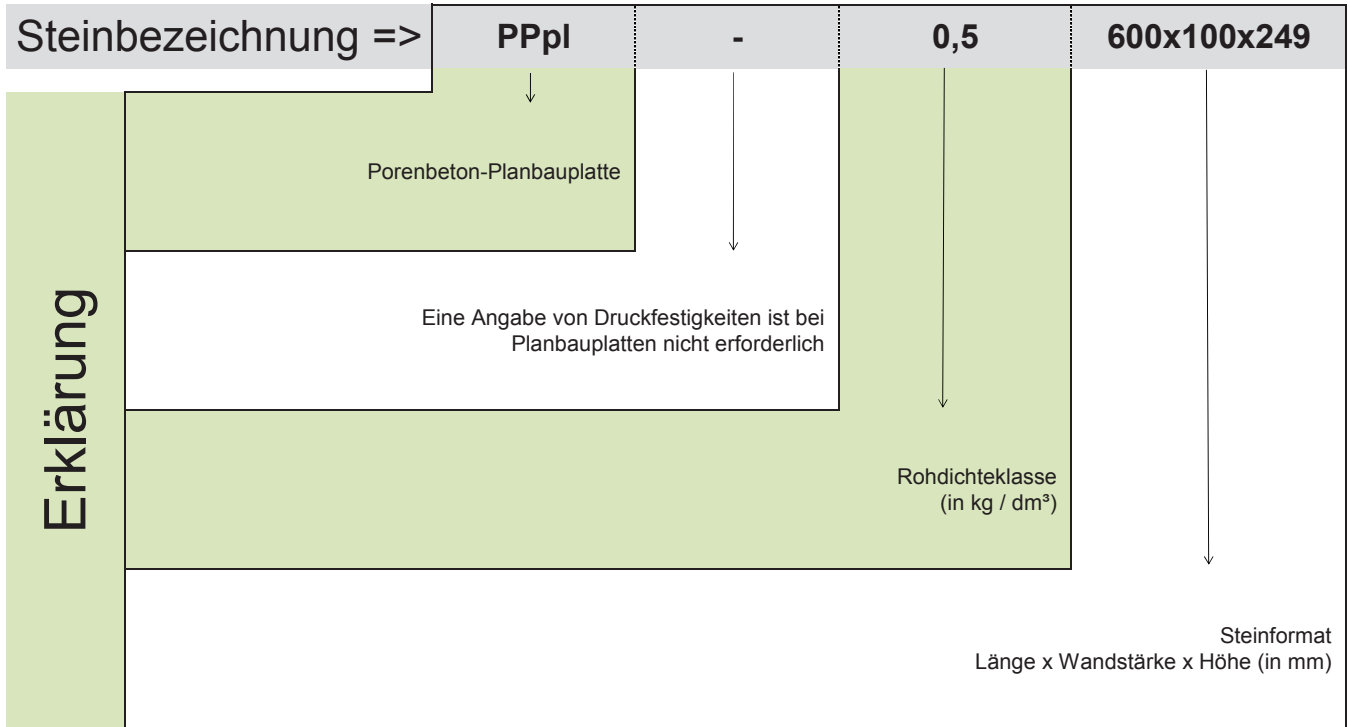 Steinbezeichnung => PPpl - 0,5 600x100x249
Erklärung
Porenbeton-Planbauplatte
Eine Angabe von Druckfestigkeiten ist bei
Planbauplatten nicht erforderlich
Rohdichteklasse
(in kg / dm³)
Steinformat
Länge x Wandstärke x Höhe (in mm)